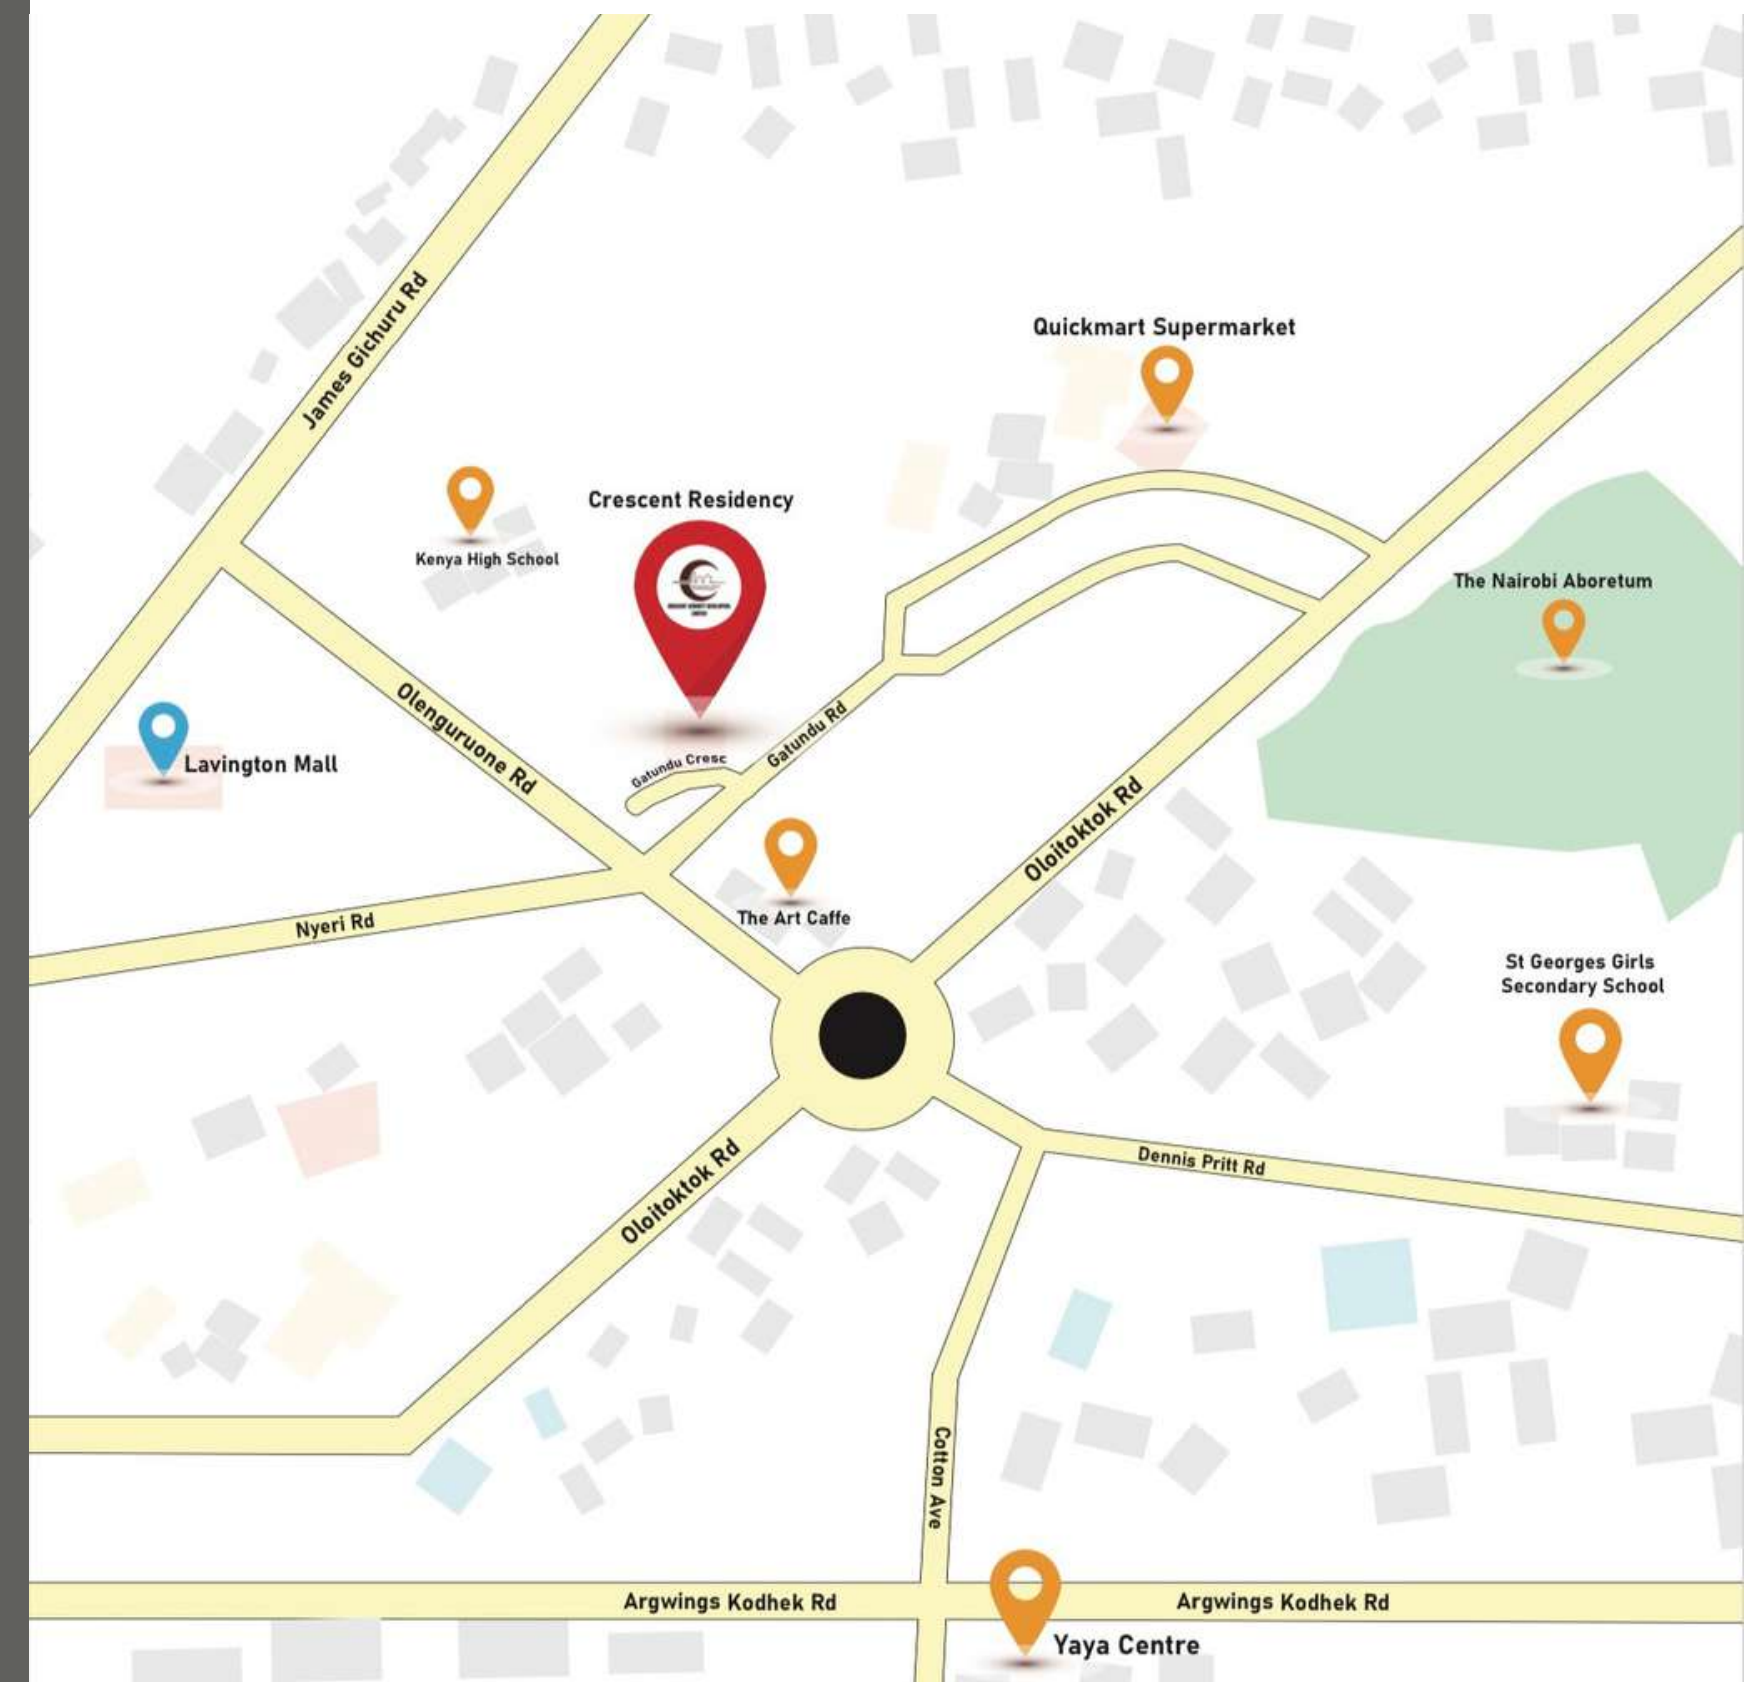 James Gichuru Rd
Quickmart Supermarket
Crescent Residency
Kenya High School
The Nairobi Aboretum
Olenguruone Rd
Gatundu Rd
Gatundu Cresc
Lavington Mall
Oloitoktok Rd
The Art Caffe
Nyeri Rd
St Georges Girls
Secondary School
Dennis Pritt Rd
Oloitoktok Rd
Cotton Ave
Argwings Kodhek Rd
Argwings Kodhek Rd
Yaya Centre